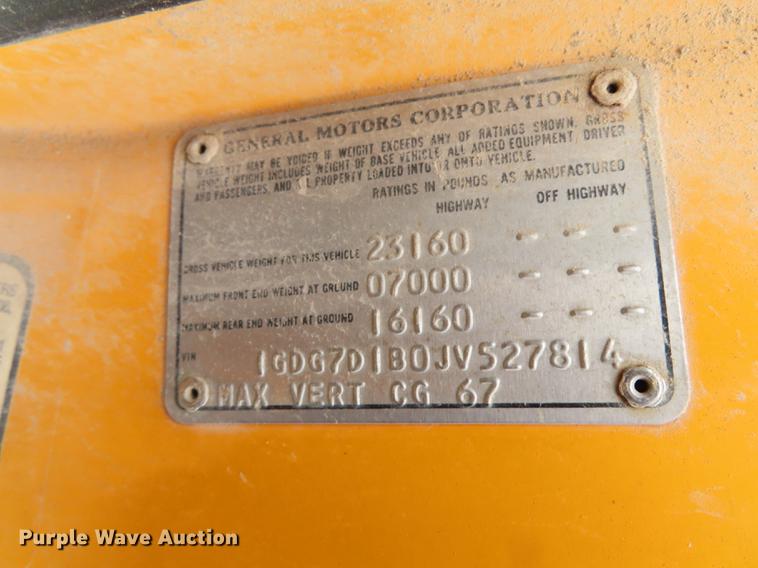 GENERAL MOTORS CORPORATION
WARRANTY MAY BE VOIDED IF WEIGHT EXCEEDS ANY OF RATINGS SHOWN, GROSS
VEHICLE WEIGHT INCLUDES WEIGHT OF BASE VEHICLE, ALL ADDED EQUIPMENT, DRIVER
AND PASSENGERS, AND ALL PROPERTY LOADED INTO OR ONTO VEHICLE.
RATINGS IN POUNDS AS MANUFACTURED
HIGHWAY OFF HIGHWAY
GROSS VEHICLE WEIGHT FOR THIS VEHICLE 23160 - - -
MAXIMUM FRONT END WEIGHT AT GROUND 07000 - - -
MAXIMUM REAR END WEIGHT AT GROUND 16160 - - -
VIN 1GDG7D1B0JV527814
MAX VERT CG 67
Purple Wave Auction